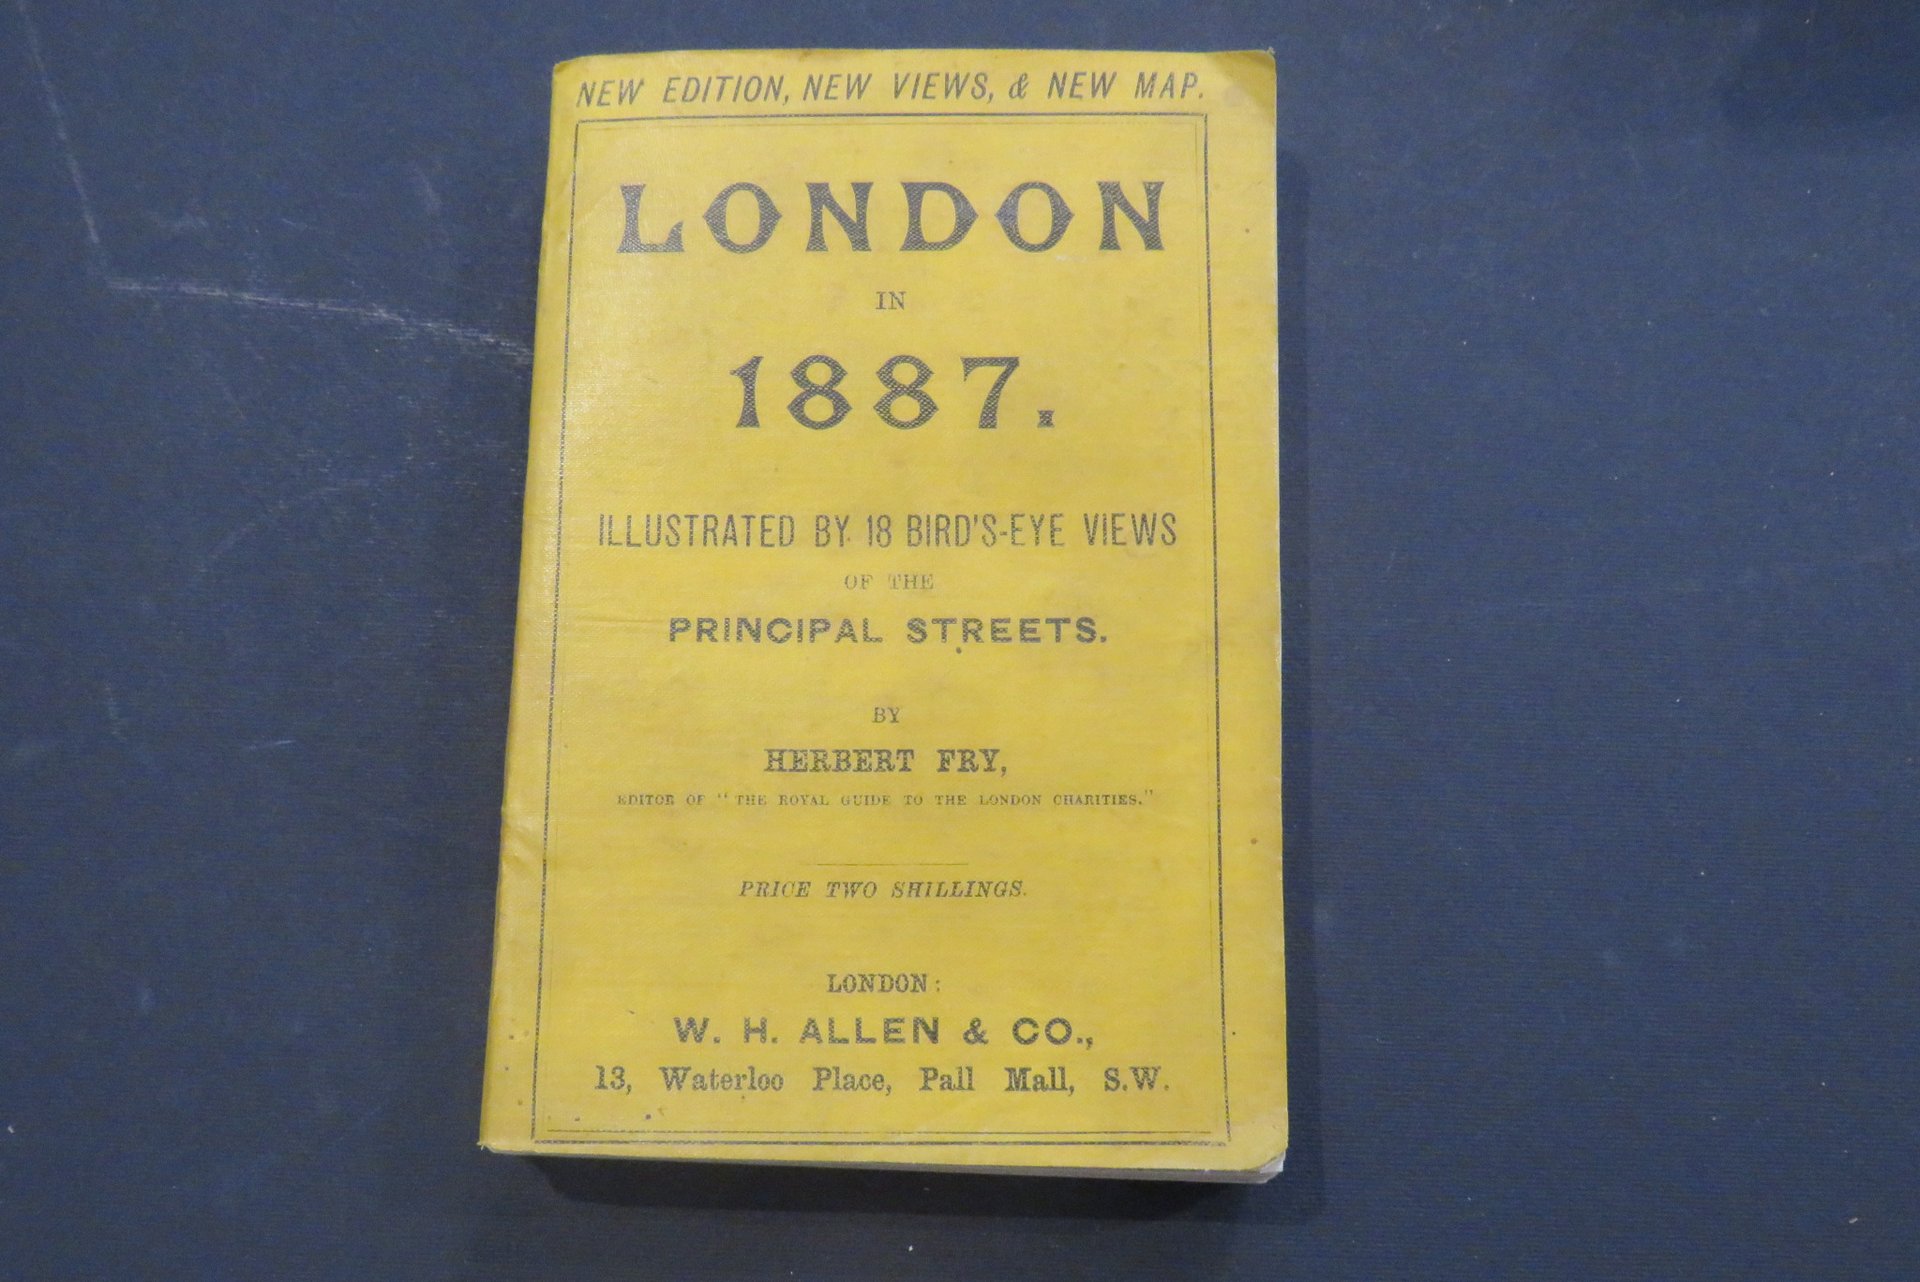 NEW EDITION, NEW VIEWS, & NEW MAP.
LONDON
IN
1887.
ILLUSTRATED BY 18 BIRD'S-EYE VIEWS
OF THE
PRINCIPAL STREETS.
BY
HERBERT FRY,
EDITOR OF "THE ROYAL GUIDE TO THE LONDON CHARITIES."
PRICE TWO SHILLINGS.
LONDON:
W. H. ALLEN & CO.,
13, Waterloo Place, Pall Mall, S.W.